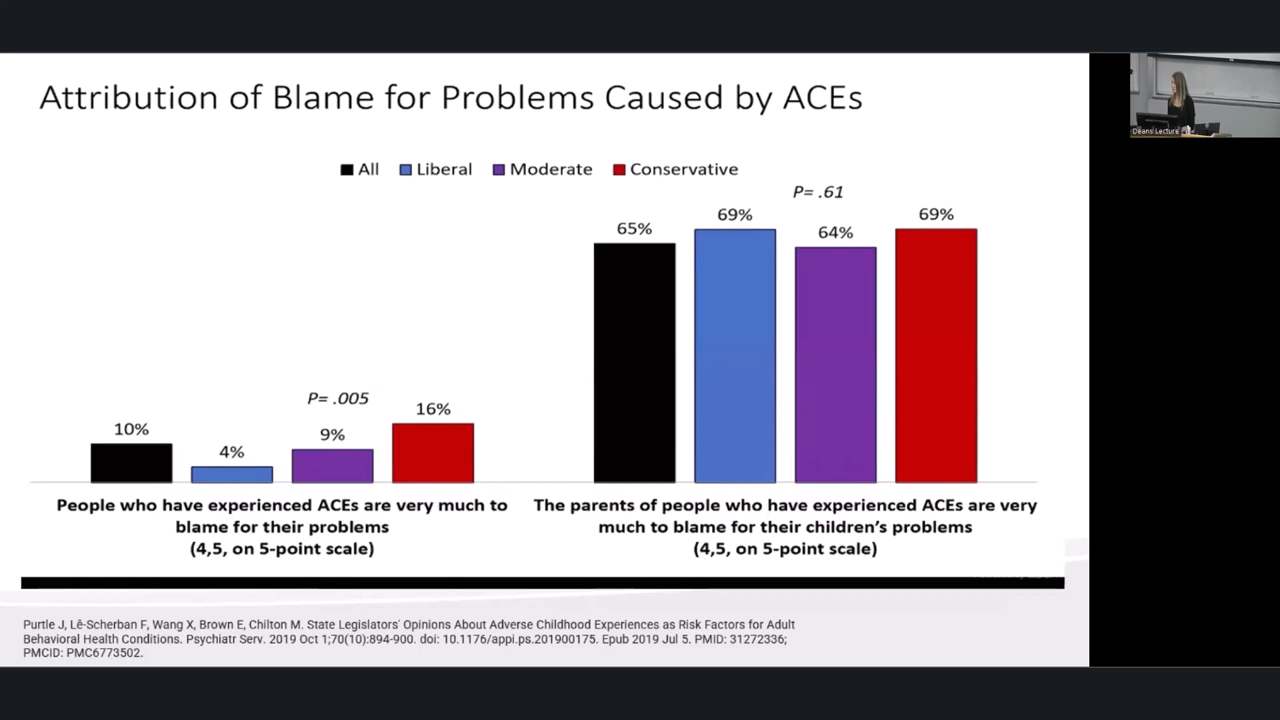 Attribution of Blame for Problems Caused by ACEs
All Liberal Moderate Conservative
P= .61
65%
69%
64%
69%
P= .005
10%
4%
9%
16%
People who have experienced ACEs are very much to
blame for their problems
(4,5, on 5-point scale)
The parents of people who have experienced ACEs are very
much to blame for their children's problems
(4,5, on 5-point scale)
Purtle J, Lê-Scherban F, Wang X, Brown E, Chilton M. State Legislators' Opinions About Adverse Childhood Experiences as Risk Factors for Adult
Behavioral Health Conditions. Psychiatr Serv. 2019 Oct 1;70(10):894-900. doi: 10.1176/appi.ps.201900175. Epub 2019 Jul 5. PMID: 31272336;
PMCID: PMC6773502.
Deans Lecture